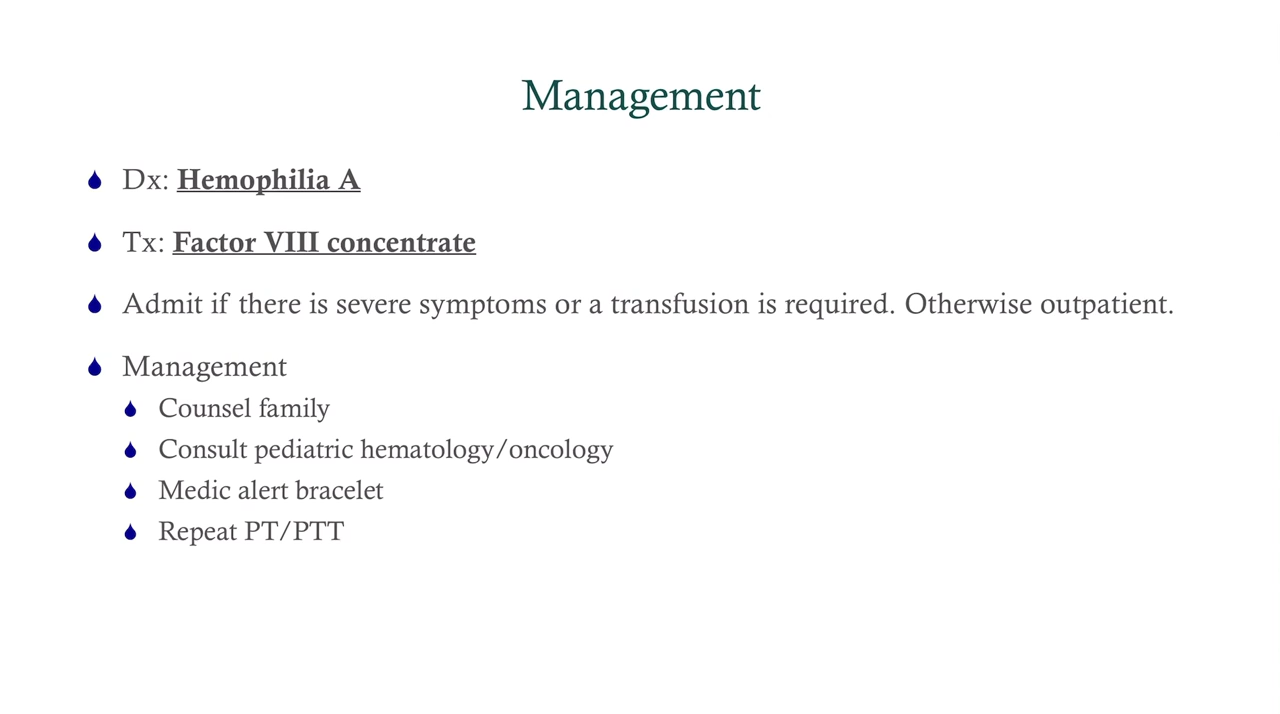 Management
Dx: Hemophilia A
Tx: Factor VIII concentrate
Admit if there is severe symptoms or a transfusion is required. Otherwise outpatient.
Management
Counsel family
Consult pediatric hematology/oncology
Medic alert bracelet
Repeat PT/PTT